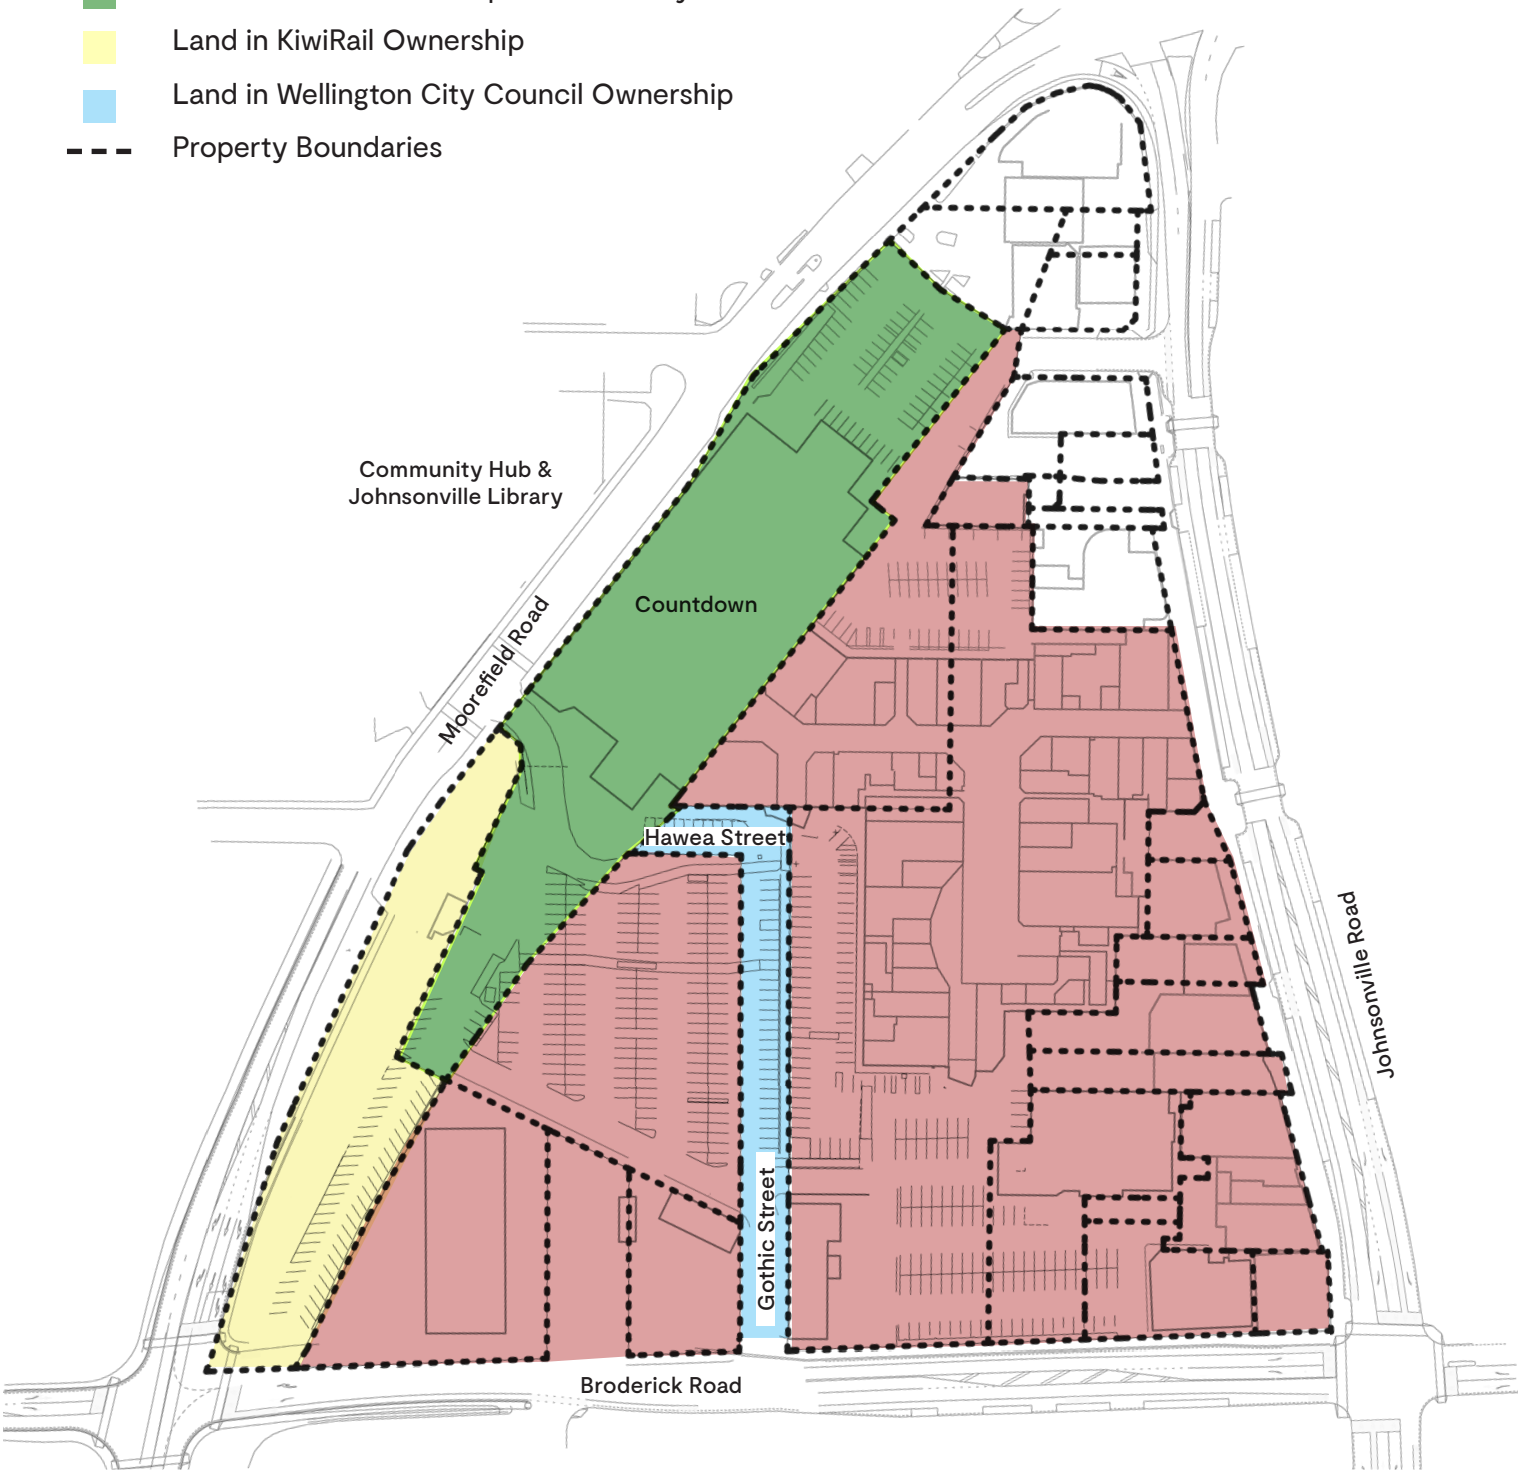 Land in KiwiRail Ownership
Land in Wellington City Council Ownership
Property Boundaries
Community Hub &
Johnsonville Library
Countdown
Moorefield Road
Hawea Street
Johnsonville Road
Gothic Street
Broderick Road